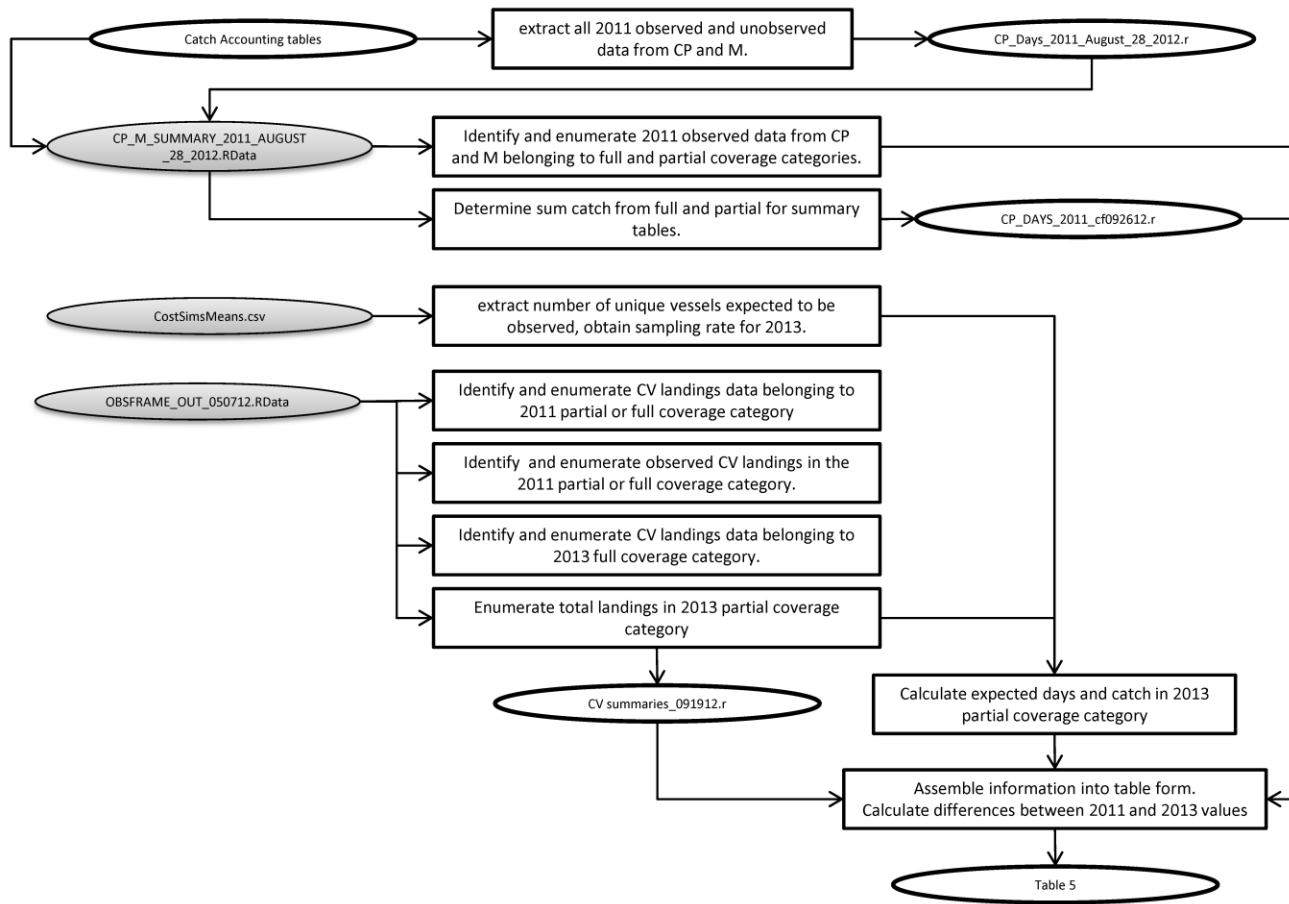 Catch Accounting tables
extract all 2011 observed and unobserved
data from CP and M.
CP_Days_2011_August_28_2012.r
CP_M_SUMMARY_2011_AUGUST
_28_2012.RData
Identify and enumerate 2011 observed data from CP
and M belonging to full and partial coverage categories.
Determine sum catch from full and partial for summary
tables.
CP_DAYS_2011_cf092612.r
CostSimsMeans.csv
extract number of unique vessels expected to be
observed, obtain sampling rate for 2013.
OBSFRAME_OUT_050712.RData
Identify and enumerate CV landings data belonging to
2011 partial or full coverage category
Identify  and enumerate observed CV landings in the
2011 partial or full coverage category.
Identify and enumerate CV landings data belonging to
2013 full coverage category.
Enumerate total landings in 2013 partial coverage
category
CV summaries_091912.r
Calculate expected days and catch in 2013
partial coverage category
Assemble information into table form.
Calculate differences between 2011 and 2013 values
Table 5